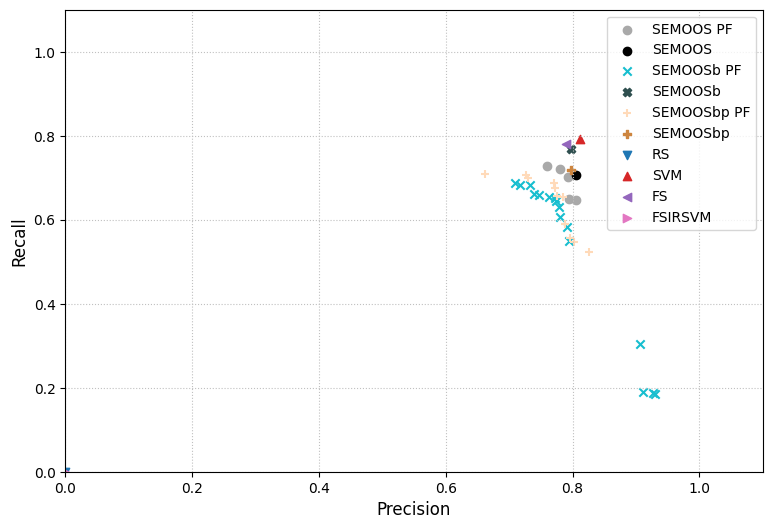 SEMOOS PF
SEMOOS
SEMOOSb PF
SEMOOSb
SEMOOSbp PF
SEMOOSbp
RS
SVM
FS
FSIRSVM
1.0
0.8
0.6
0.4
0.2
0.0
Recall
0.0 0.2 0.4 0.6 0.8 1.0
Precision